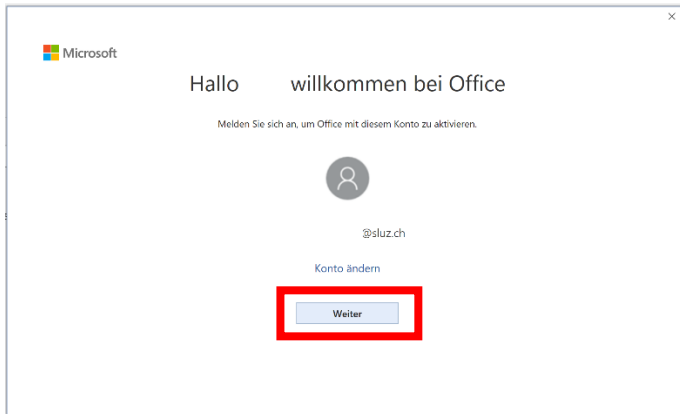 Microsoft
Hallo willkommen bei Office
Melden Sie sich an, um Office mit diesem Konto zu aktivieren.
@sluz.ch
Konto ändern
Weiter